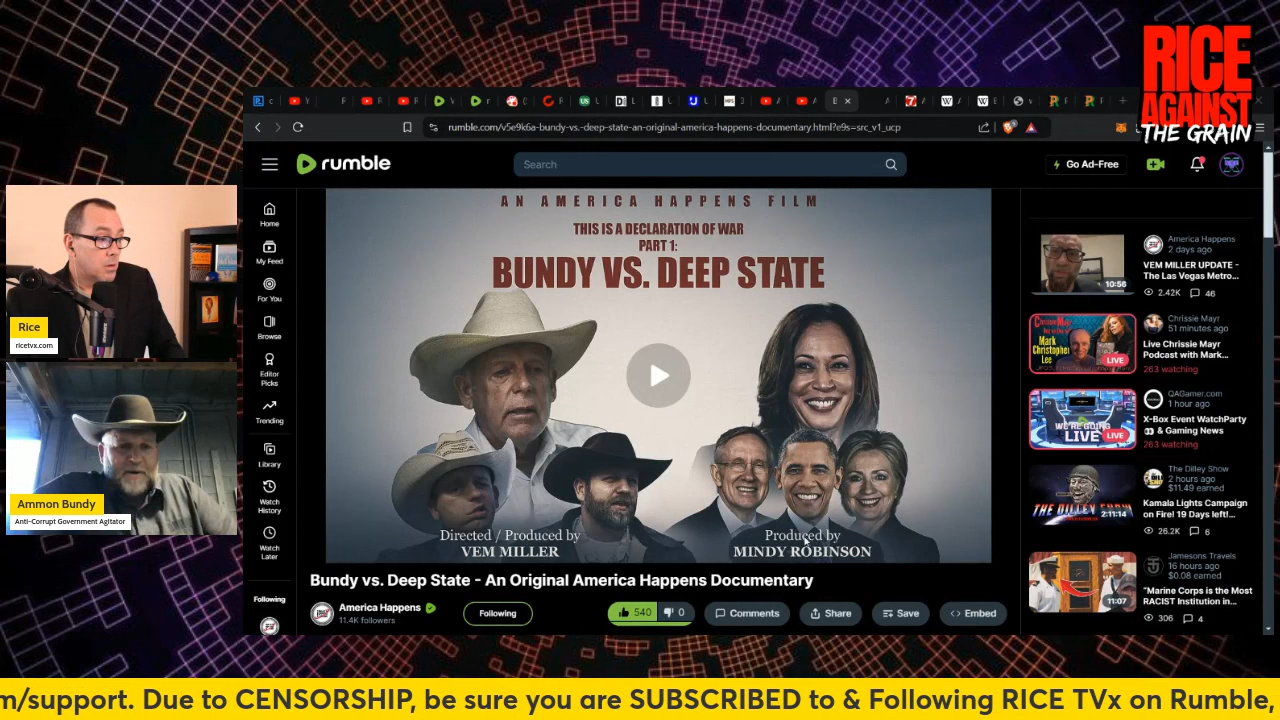 RICE
AGAINST
THE GRAIN
rumble.com/v5e9k6a-bundy-vs.-deep-state-an-original-america-happens-documentary.html?e9s=src_v1_ucp
rumble
Search
Go Ad-Free
Home
My Feed
For You
Browse
Editor
Picks
Trending
Library
Watch
History
Watch
Later
Following
AN AMERICA HAPPENS FILM
THIS IS A DECLARATION OF WAR
PART 1:
BUNDY VS. DEEP STATE
Directed / Produced by
VEM MILLER
Produced by
MINDY ROBINSON
Bundy vs. Deep State - An Original America Happens Documentary
America Happens
11.4K followers
Following
540
0
Comments
Share
Save
Embed
America Happens
2 days ago
VEM MILLER UPDATE -
The Las Vegas Metro...
10:56
2.42K
46
Chrissie Mayr
51 minutes ago
Live Chrissie Mayr
Podcast with Mark...
LIVE
263 watching
QAGamer.com
1 hour ago
X-Box Event WatchParty
& Gaming News
WE'RE GOING
LIVE
LIVE
263 watching
The Dilley Show
2 hours ago
$11.49 earned
Kamala Lights Campaign
on Fire! 19 Days left!...
THE DILLEY SHOW
2:11:14
26.2K
6
Jamesons Travels
16 hours ago
$0.08 earned
"Marine Corps is the Most
RACIST Institution in...
11:07
306
4
Rice
ricetvx.com
Ammon Bundy
Anti-Corrupt Government Agitator
m/support. Due to CENSORSHIP, be sure you are SUBSCRIBED to & Following RICE TVx on Rumble,